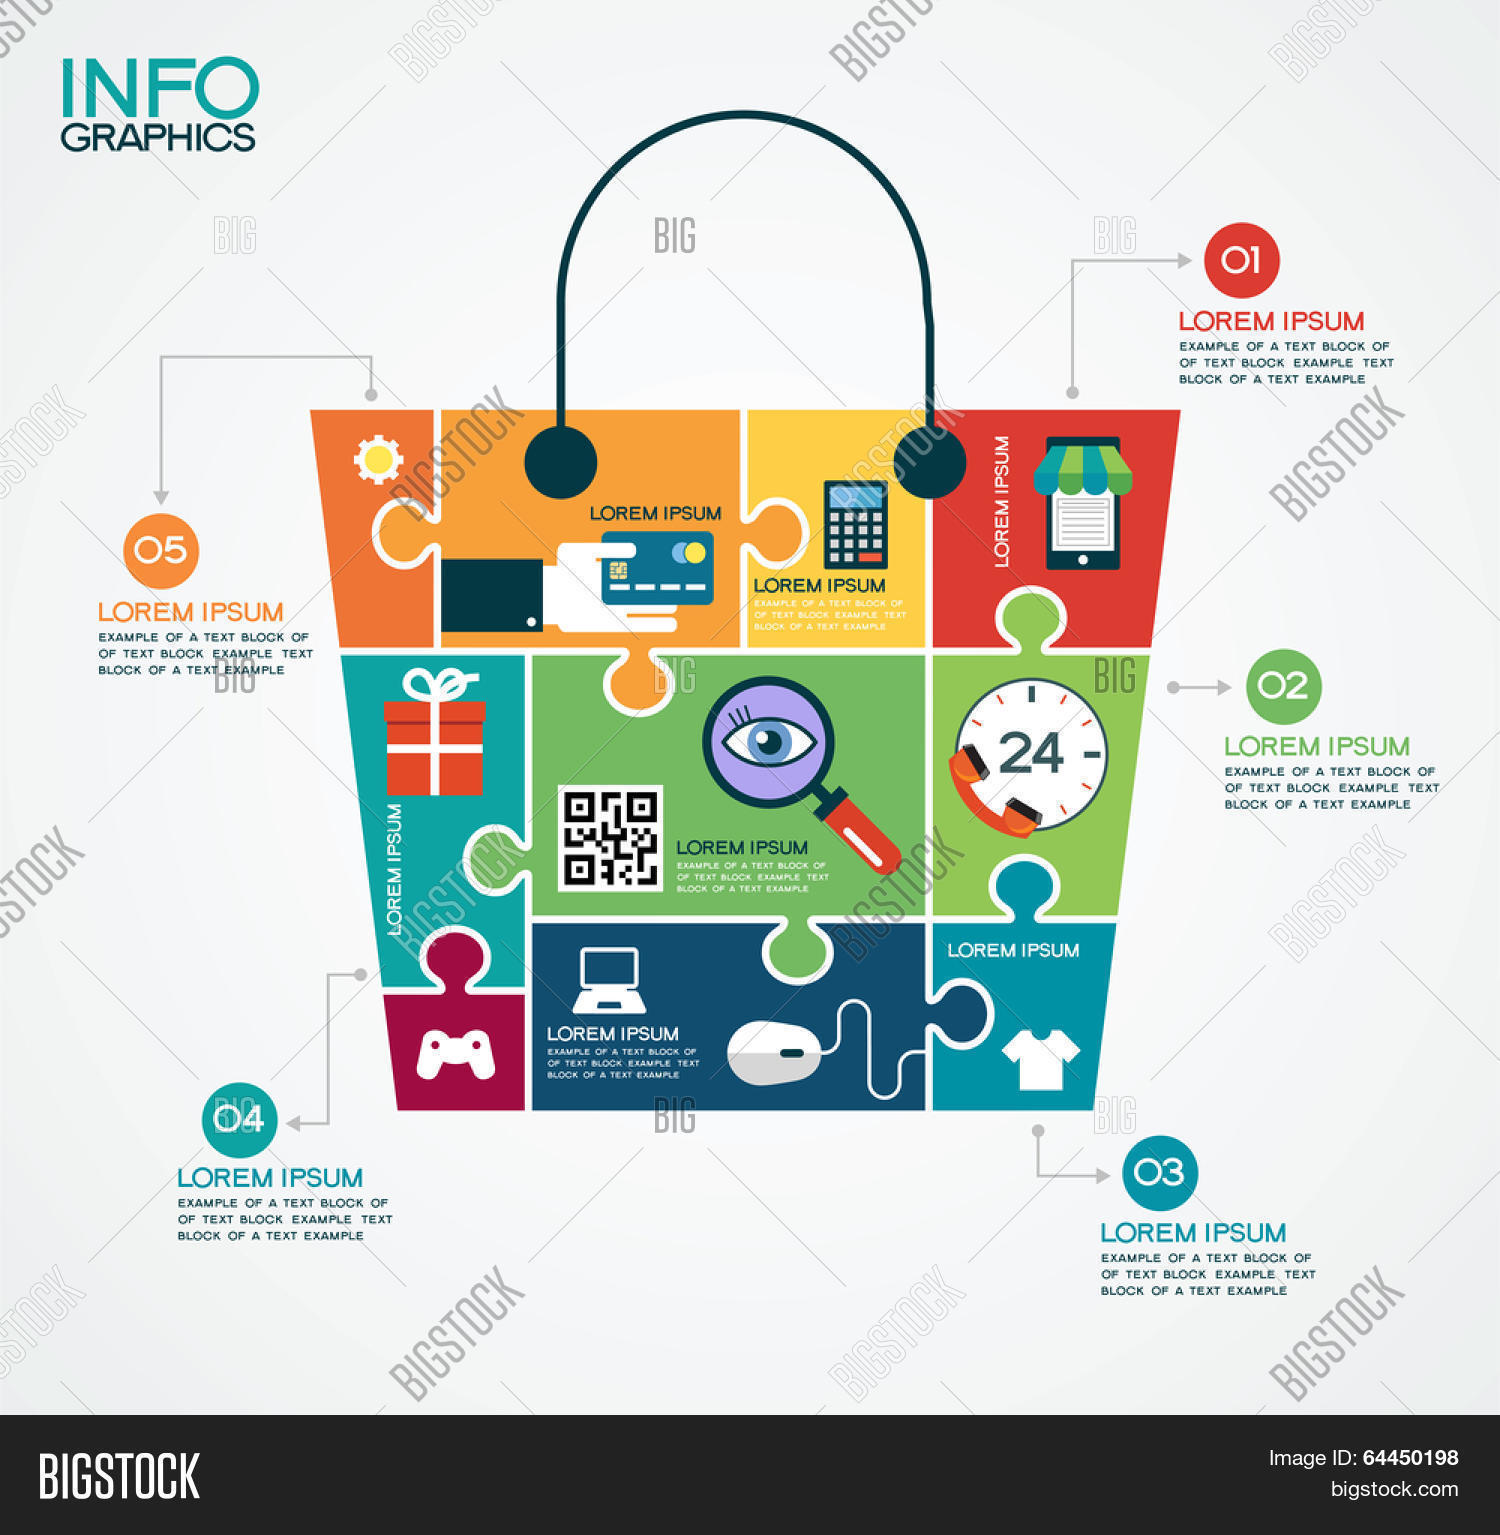 INFO
GRAPHICS
01
LOREM IPSUM
EXAMPLE OF A TEXT BLOCK OF
OF TEXT BLOCK EXAMPLE TEXT
BLOCK OF A TEXT EXAMPLE
05
LOREM IPSUM
EXAMPLE OF A TEXT BLOCK OF
OF TEXT BLOCK EXAMPLE TEXT
BLOCK OF A TEXT EXAMPLE
LOREM IPSUM
LOREM IPSUM
EXAMPLE OF A TEXT BLOCK OF
OF TEXT BLOCK EXAMPLE TEXT
BLOCK OF A TEXT EXAMPLE
LOREM IPSUM
02
LOREM IPSUM
EXAMPLE OF A TEXT BLOCK OF
OF TEXT BLOCK EXAMPLE TEXT
BLOCK OF A TEXT EXAMPLE
24
LOREM IPSUM
LOREM IPSUM
EXAMPLE OF A TEXT BLOCK OF
OF TEXT BLOCK EXAMPLE TEXT
BLOCK OF A TEXT EXAMPLE
LOREM IPSUM
EXAMPLE OF A TEXT BLOCK OF
OF TEXT BLOCK EXAMPLE TEXT
BLOCK OF A TEXT EXAMPLE
LOREM IPSUM
04
LOREM IPSUM
EXAMPLE OF A TEXT BLOCK OF
OF TEXT BLOCK EXAMPLE TEXT
BLOCK OF A TEXT EXAMPLE
03
LOREM IPSUM
EXAMPLE OF A TEXT BLOCK OF
OF TEXT BLOCK EXAMPLE TEXT
BLOCK OF A TEXT EXAMPLE
BIGSTOCK
Image ID: 64450198
bigstock.com